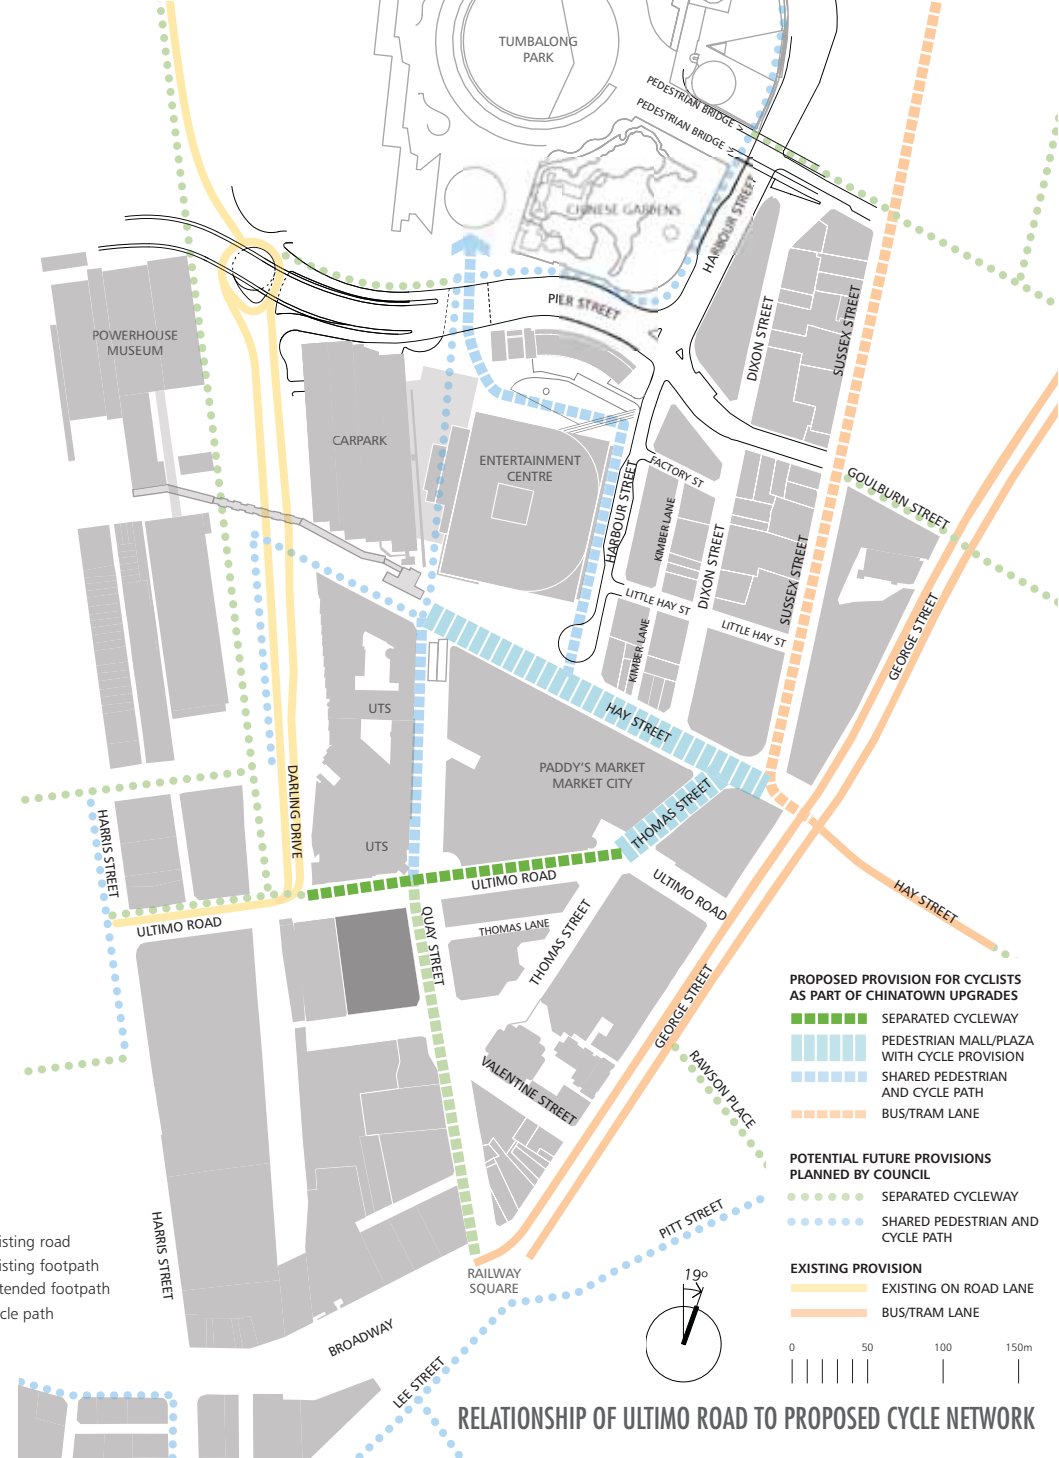 TUMBALONG
PARK
PEDESTRIAN BRIDGE
PEDESTRIAN BRIDGE
CHINESE GARDENS
HARBOUR STREET
PIER STREET
DIXON STREET
SUSSEX STREET
POWERHOUSE
MUSEUM
CARPARK
ENTERTAINMENT
CENTRE
FACTORY ST
GOULBURN STREET
HARBOUR STREET
KIMBER LANE
DIXON STREET
SUSSEX STREET
LITTLE HAY ST
LITTLE HAY ST
KIMBER LANE
GEORGE STREET
UTS
HAY STREET
PADDY'S MARKET
MARKET CITY
THOMAS STREET
DARLING DRIVE
HARRIS STREET
UTS
ULTIMO ROAD
ULTIMO ROAD
HAY STREET
ULTIMO ROAD
QUAY STREET
THOMAS LANE
THOMAS STREET
GEORGE STREET
VALENTINE STREET
RAWSON PLACE
PITT STREET
HARRIS STREET
RAILWAY
SQUARE
BROADWAY
LEE STREET
isting road
isting footpath
tended footpath
cle path
PROPOSED PROVISION FOR CYCLISTS
AS PART OF CHINATOWN UPGRADES
SEPARATED CYCLEWAY
PEDESTRIAN MALL/PLAZA
WITH CYCLE PROVISION
SHARED PEDESTRIAN
AND CYCLE PATH
BUS/TRAM LANE
POTENTIAL FUTURE PROVISIONS
PLANNED BY COUNCIL
SEPARATED CYCLEWAY
SHARED PEDESTRIAN AND
CYCLE PATH
EXISTING PROVISION
EXISTING ON ROAD LANE
BUS/TRAM LANE
19º
0 50 100 150m
RELATIONSHIP OF ULTIMO ROAD TO PROPOSED CYCLE NETWORK